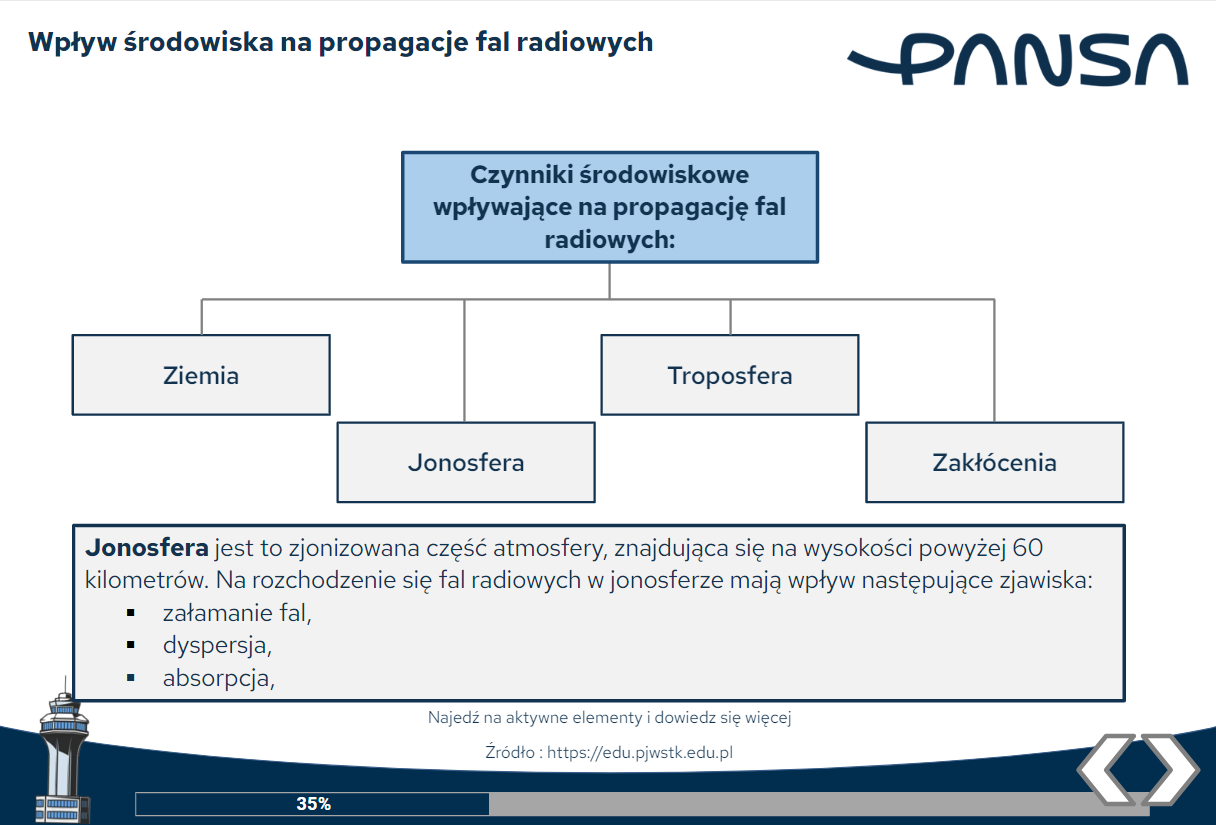 Wpływ środowiska na propagacje fal radiowych
PANSA
Czynniki środowiskowe
wpływające na propagację fal
radiowych:
Ziemia
Troposfera
Jonosfera
Zakłócenia
Jonosfera jest to zjonizowana część atmosfery, znajdująca się na wysokości powyżej 60
kilometrów. Na rozchodzenie się fal radiowych w jonosferze mają wpływ następujące zjawiska:
▪ załamanie fal,
▪ dyspersja,
▪ absorpcja,
Najedź na aktywne elementy i dowiedz się więcej
Źródło : https://edu.pjwstk.edu.pl
35%